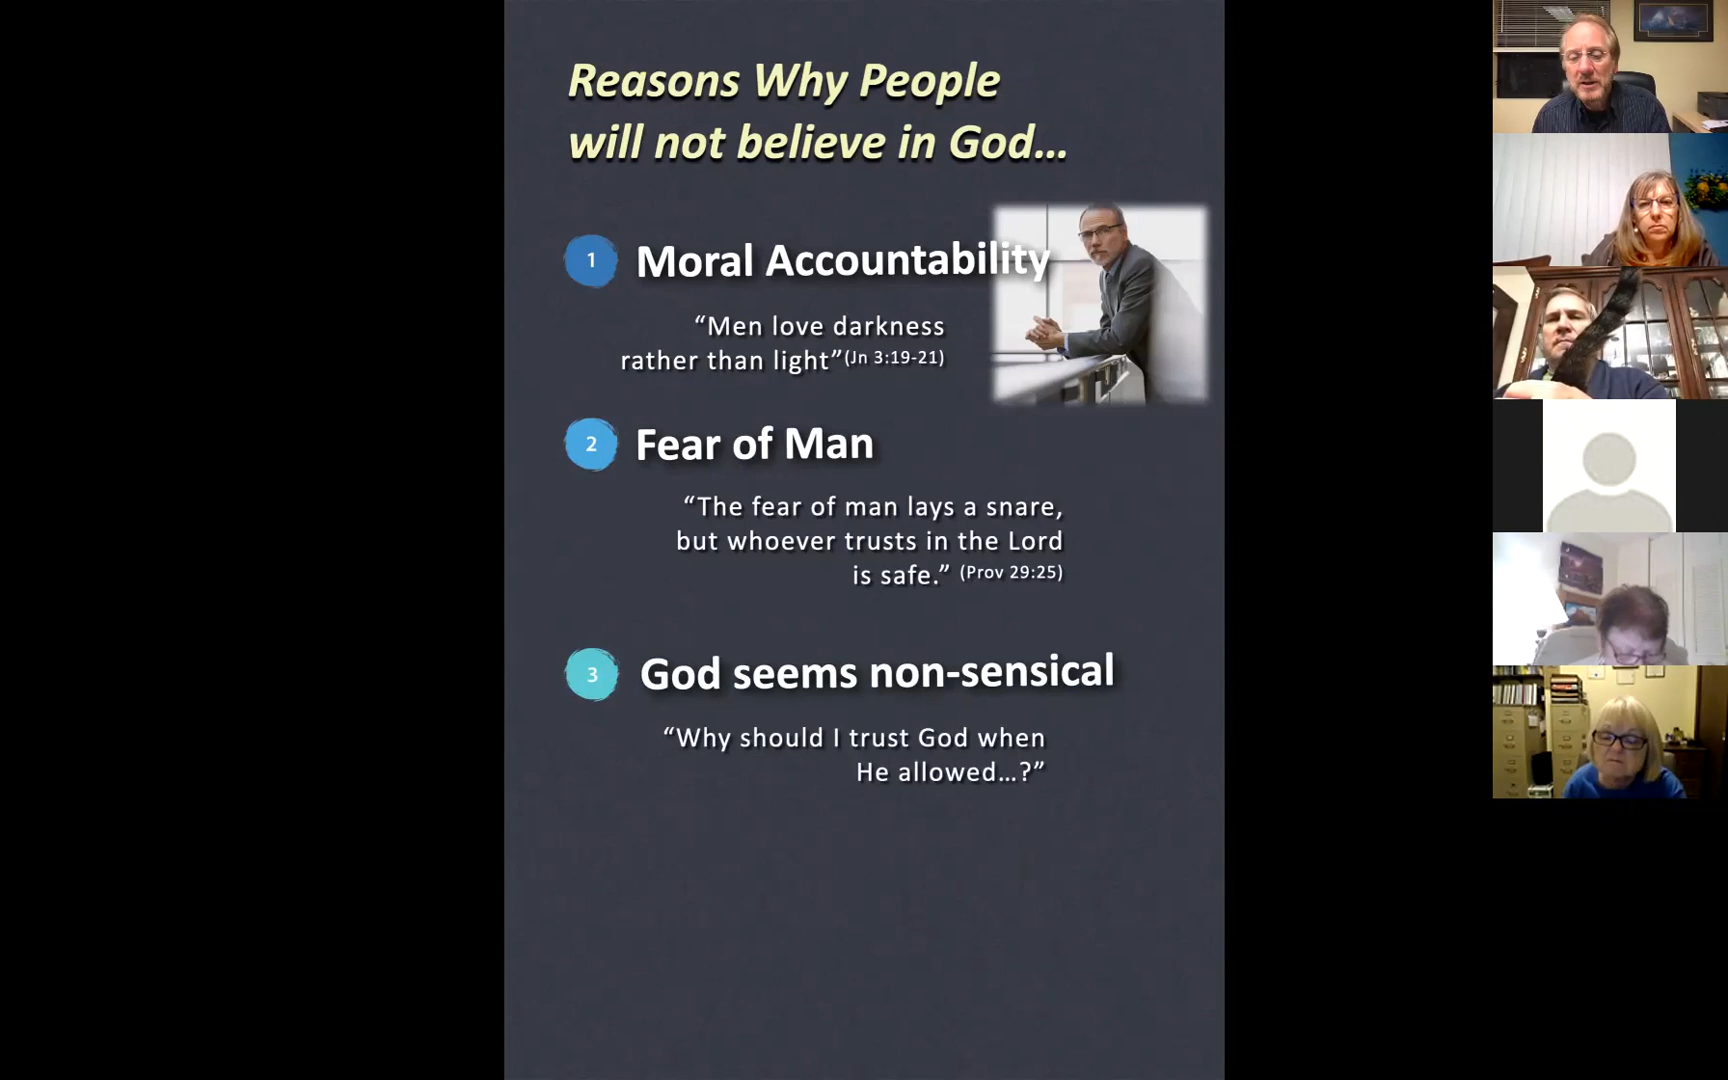 Reasons Why People
will not believe in God...
1 Moral Accountability
“Men love darkness
rather than light”(Jn 3:19-21)
2 Fear of Man
“The fear of man lays a snare,
but whoever trusts in the Lord
is safe.” (Prov 29:25)
3 God seems non-sensical
“Why should I trust God when
He allowed...?”